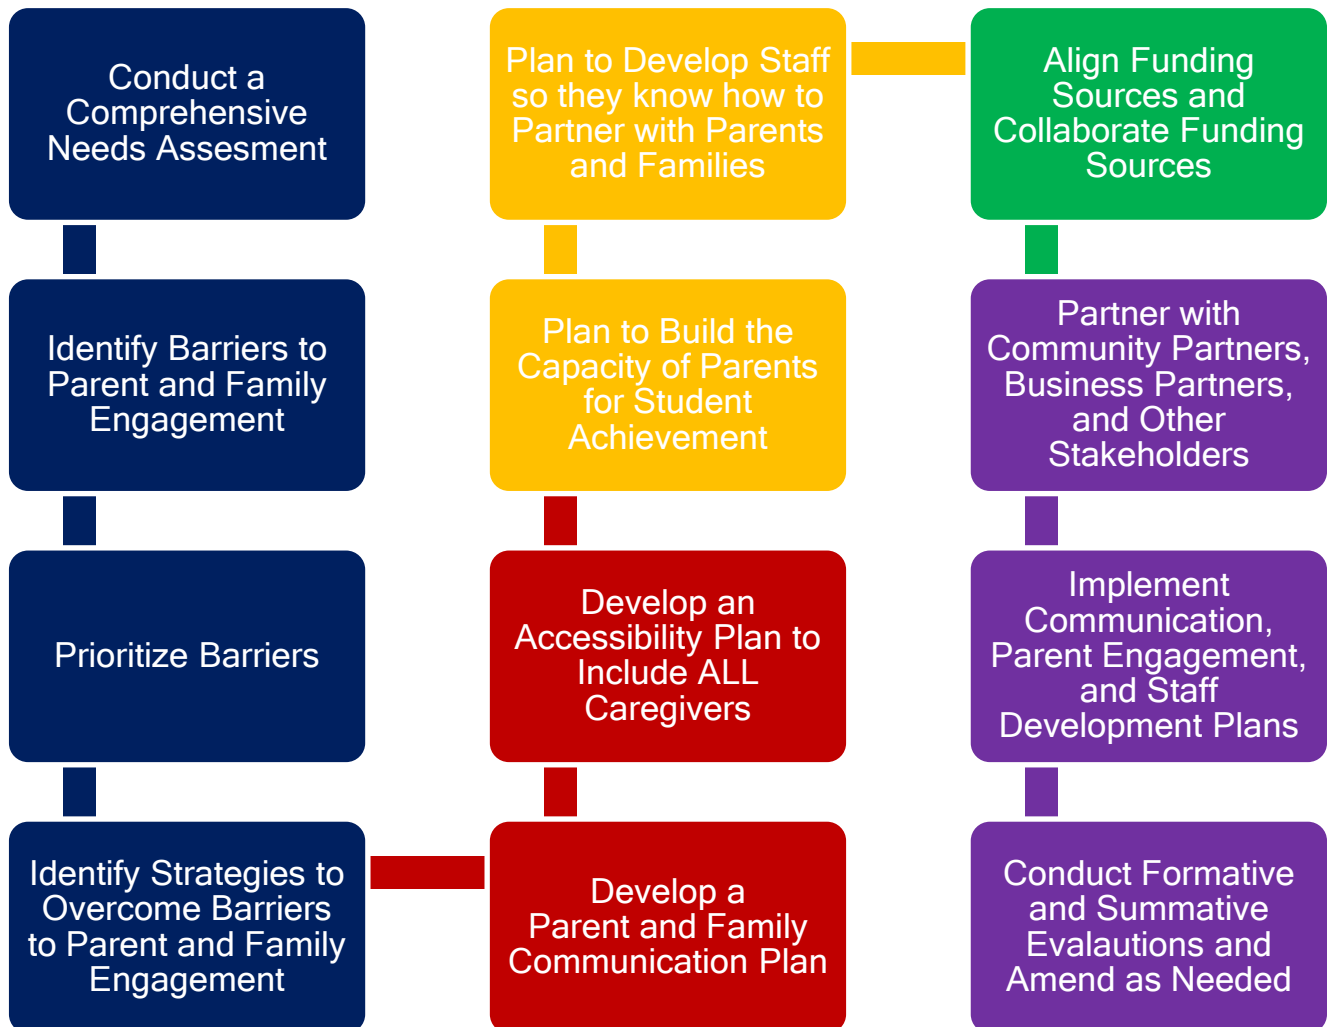 Conduct a
Comprehensive
Needs Assesment
Identify Barriers to
Parent and Family
Engagement
Prioritize Barriers
Identify Strategies to
Overcome Barriers
to Parent and Family
Engagement
Develop a
Parent and Family
Communication Plan
Develop an
Accessibility Plan to
Include ALL
Caregivers
Plan to Build the
Capacity of Parents
for Student
Achievement
Plan to Develop Staff
so they know how to
Partner with Parents
and Families
Align Funding
Sources and
Collaborate Funding
Sources
Partner with
Community Partners,
Business Partners,
and Other
Stakeholders
Implement
Communication,
Parent Engagement,
and Staff
Development Plans
Conduct Formative
and Summative
Evalautions and
Amend as Needed